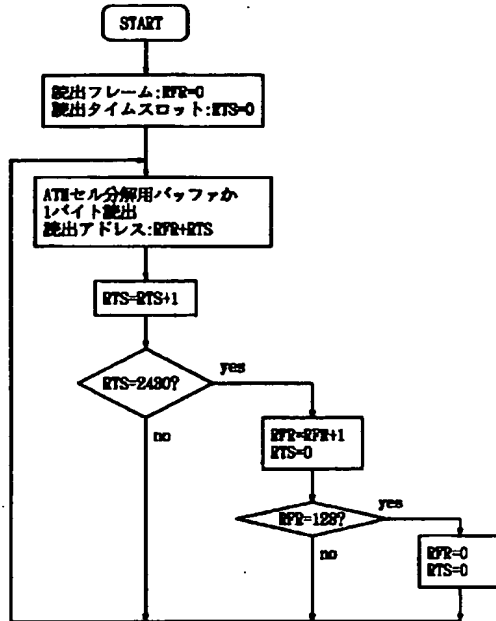 START
読出フレーム:RFR=0
読出タイムスロット:RTS=0
ATMセル分解用バッファか
1バイト読出
読出アドレス:RFR+RTS
RTS=RTS+1
RTS=2430?
yes
no
RFR=RFR+1
RTS=0
RFR=128?
yes
no
RFR=0
RTS=0